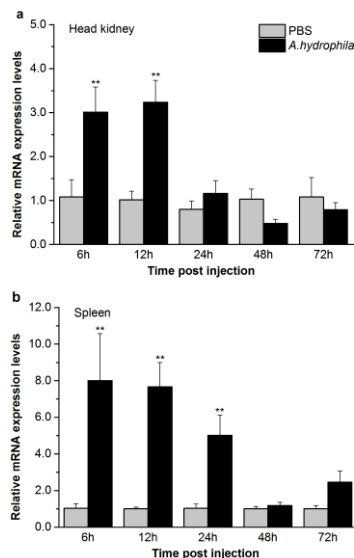 a
Head kidney
PBS
A.hydrophila
Relative mRNA expression levels
5.0
4.0
3.0
2.0
1.0
0.0
** **
6h 12h 24h 48h 72h
Time post injection
b
Spleen
Relative mRNA expression levels
12.0
10.0
8.0
6.0
4.0
2.0
0.0
** ** **
6h 12h 24h 48h 72h
Time post injection